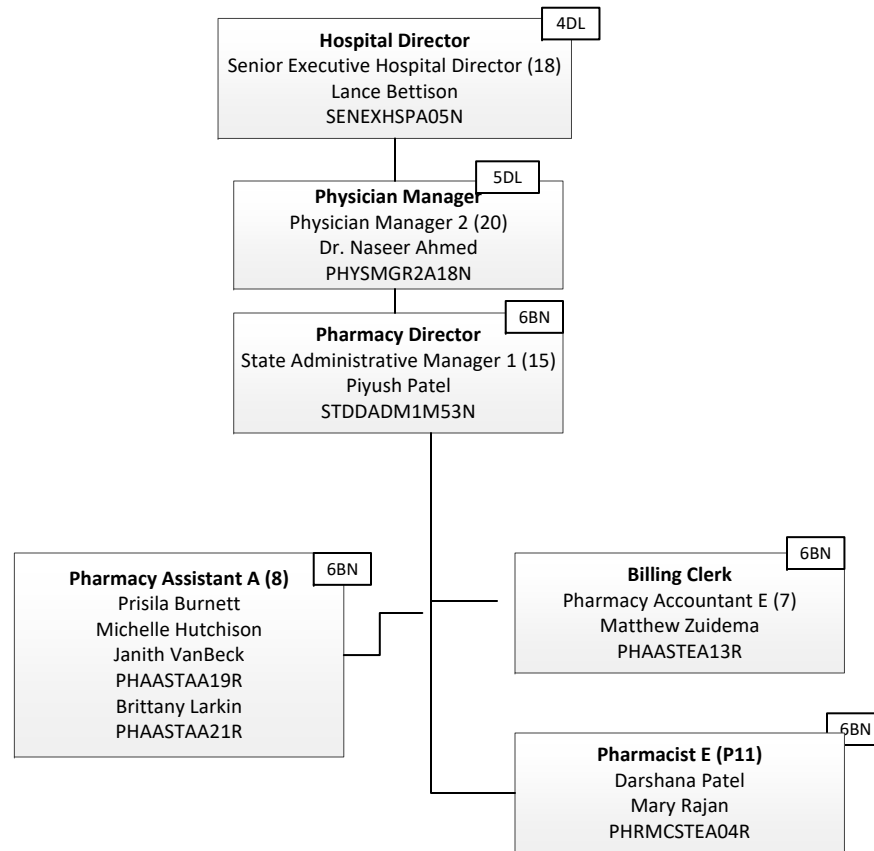 4DL
Hospital Director
Senior Executive Hospital Director (18)
Lance Bettison
SENEXHSPA05N
5DL
Physician Manager
Physician Manager 2 (20)
Dr. Naseer Ahmed
PHYSMGR2A18N
6BN
Pharmacy Director
State Administrative Manager 1 (15)
Piyush Patel
STDDADM1M53N
6BN
Pharmacy Assistant A (8)
Prisila Burnett
Michelle Hutchison
Janith VanBeck
PHAASTAA19R
Brittany Larkin
PHAASTAA21R
6BN
Billing Clerk
Pharmacy Accountant E (7)
Matthew Zuidema
PHAASTEA13R
6BN
Pharmacist E (P11)
Darshana Patel
Mary Rajan
PHRMCSTEA04R